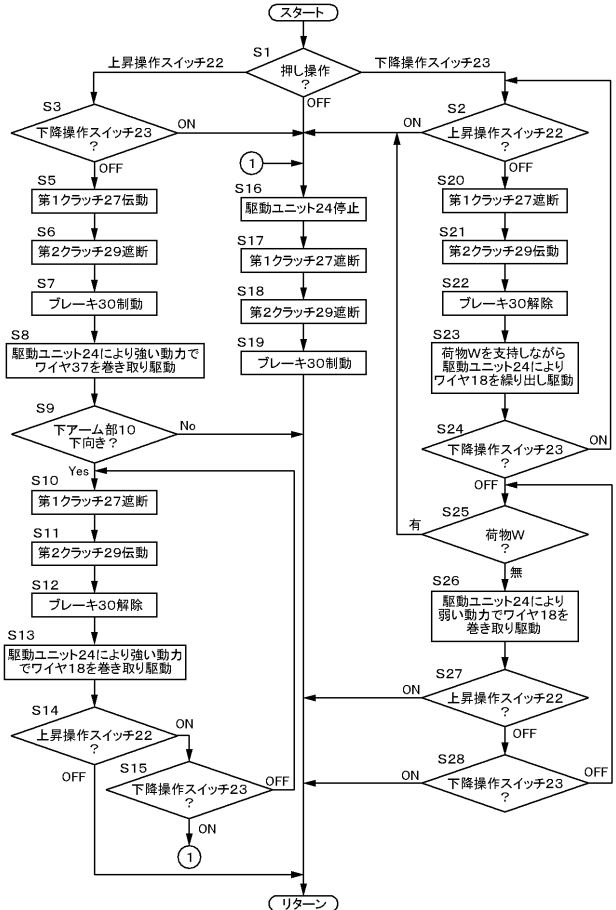 スタート
S1
押し操作
?
上昇操作スイッチ22
下降操作スイッチ23
OFF
S3
下降操作スイッチ23
?
ON
OFF
S5
第1クラッチ27伝動
S6
第2クラッチ29遮断
S7
ブレーキ30制動
S8
駆動ユニット24により強い動力で
ワイヤ37を巻き取り駆動
S9
下アーム部10
下向き?
No
Yes
S10
第1クラッチ27遮断
S11
第2クラッチ29伝動
S12
ブレーキ30解除
S13
駆動ユニット24により強い動力
でワイヤ18を巻き取り駆動
S14
上昇操作スイッチ22
?
ON
OFF
S15
下降操作スイッチ23
?
OFF
ON
1
1
S16
駆動ユニット24停止
S17
第1クラッチ27遮断
S18
第2クラッチ29遮断
S19
ブレーキ30制動
S2
上昇操作スイッチ22
?
ON
OFF
S20
第1クラッチ27遮断
S21
第2クラッチ29伝動
S22
ブレーキ30解除
S23
荷物Wを支持しながら
駆動ユニット24により
ワイヤ18を繰り出し駆動
S24
下降操作スイッチ23
?
ON
OFF
S25
荷物W
?
有
無
S26
駆動ユニット24により
弱い動力でワイヤ18を
巻き取り駆動
S27
上昇操作スイッチ22
?
ON
OFF
S28
下降操作スイッチ23
?
ON
OFF
リターン